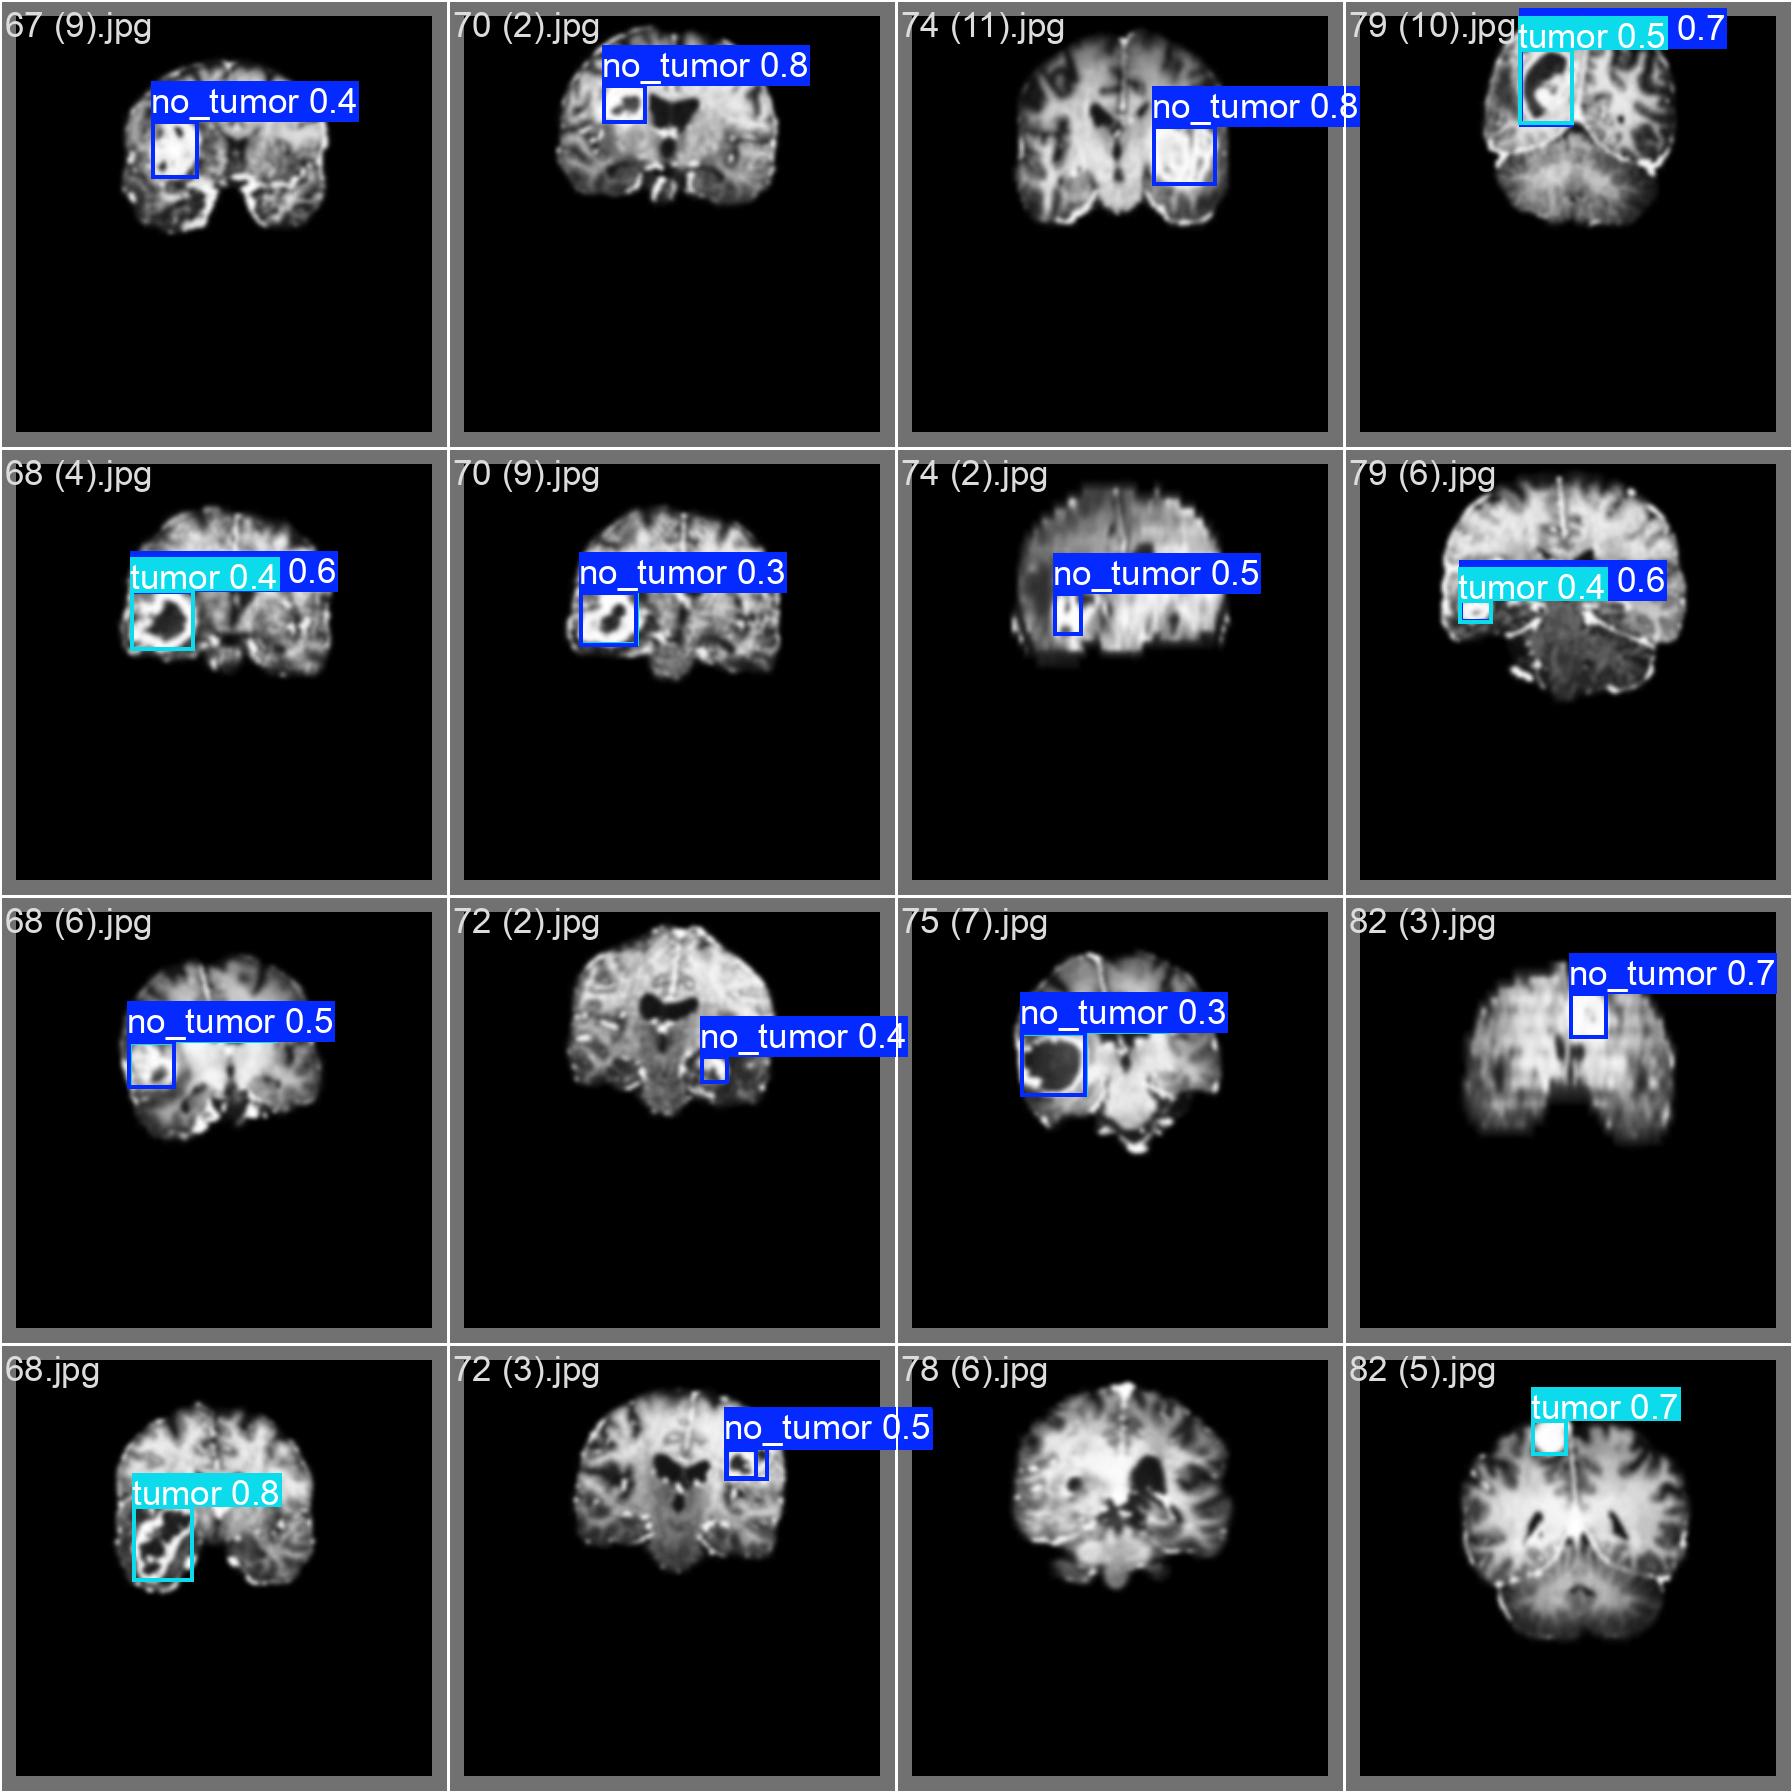 67 (9).jpg
no_tumor 0.4
70 (2).jpg
no_tumor 0.8
74 (11).jpg
no_tumor 0.8
79 (10).jpg
tumor 0.5
0.7
68 (4).jpg
tumor 0.4
0.6
70 (9).jpg
no_tumor 0.3
74 (2).jpg
no_tumor 0.5
79 (6).jpg
tumor 0.4
0.6
68 (6).jpg
no_tumor 0.5
72 (2).jpg
no_tumor 0.4
75 (7).jpg
no_tumor 0.3
82 (3).jpg
no_tumor 0.7
68.jpg
tumor 0.8
72 (3).jpg
no_tumor 0.5
78 (6).jpg
82 (5).jpg
tumor 0.7